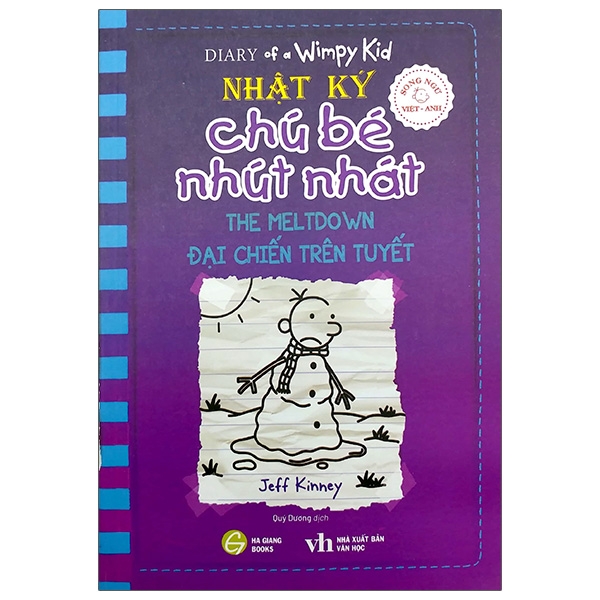 DIARY of a Wimpy Kid
NHẬT KÝ
SONG NGỮ
VIỆT - ANH
chú bé
nhút nhát
THE MELTDOWN
ĐẠI CHIẾN TRÊN TUYẾT
Jeff Kinney
Quý Dương dịch
HA GIANG
BOOKS
vh
NHÀ XUẤT BẢN
VĂN HỌC